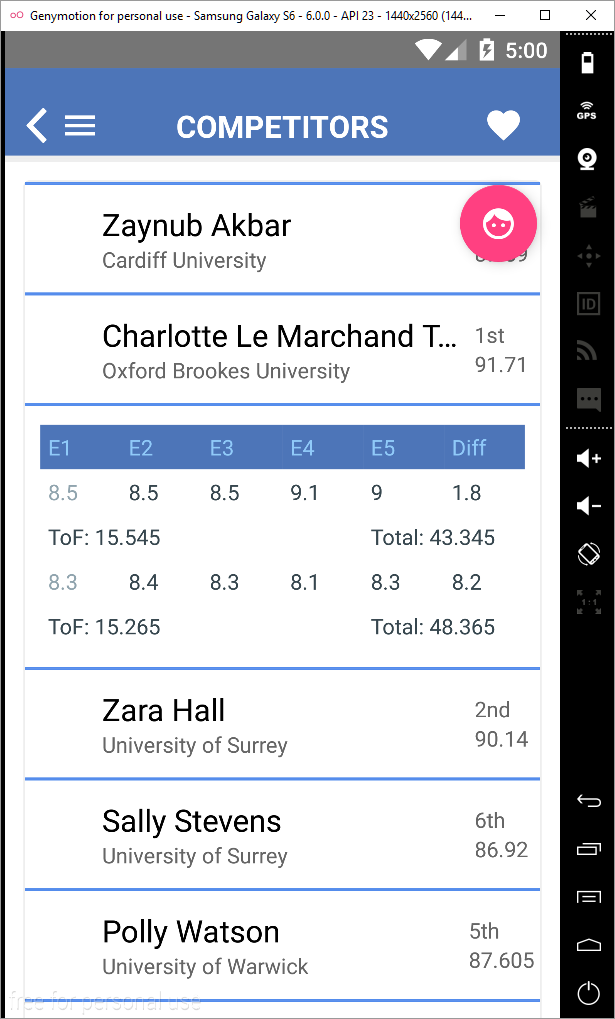 Genymotion for personal use - Samsung Galaxy S6 - 6.0.0 - API 23 - 1440x2560 (144...
5:00
GPS
COMPETITORS
Zaynub Akbar
Cardiff University
Charlotte Le Marchand T... 1st
Oxford Brookes University 91.71
ID
E1 E2 E3 E4 E5 Diff
8.5 8.5 8.5 9.1 9 1.8
ToF: 15.545 Total: 43.345
8.3 8.4 8.3 8.1 8.3 8.2
1:1
ToF: 15.265 Total: 48.365
Zara Hall 2nd
University of Surrey 90.14
Sally Stevens 6th
University of Surrey 86.92
Polly Watson 5th
University of Warwick 87.605
free for personal use